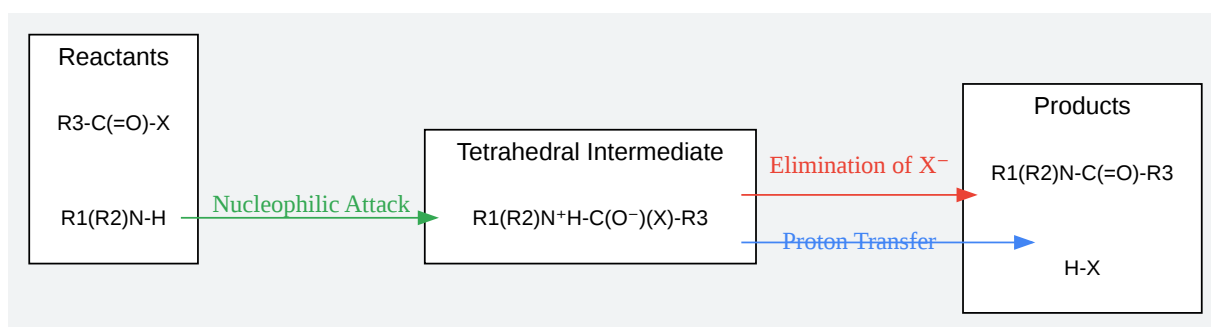 Reactants
R3-C(=O)-X
R1(R2)N-H
Nucleophilic Attack
Tetrahedral Intermediate
R1(R2)N⁺H-C(O⁻)(X)-R3
Elimination of X⁻
Proton Transfer
Products
R1(R2)N-C(=O)-R3
H-X